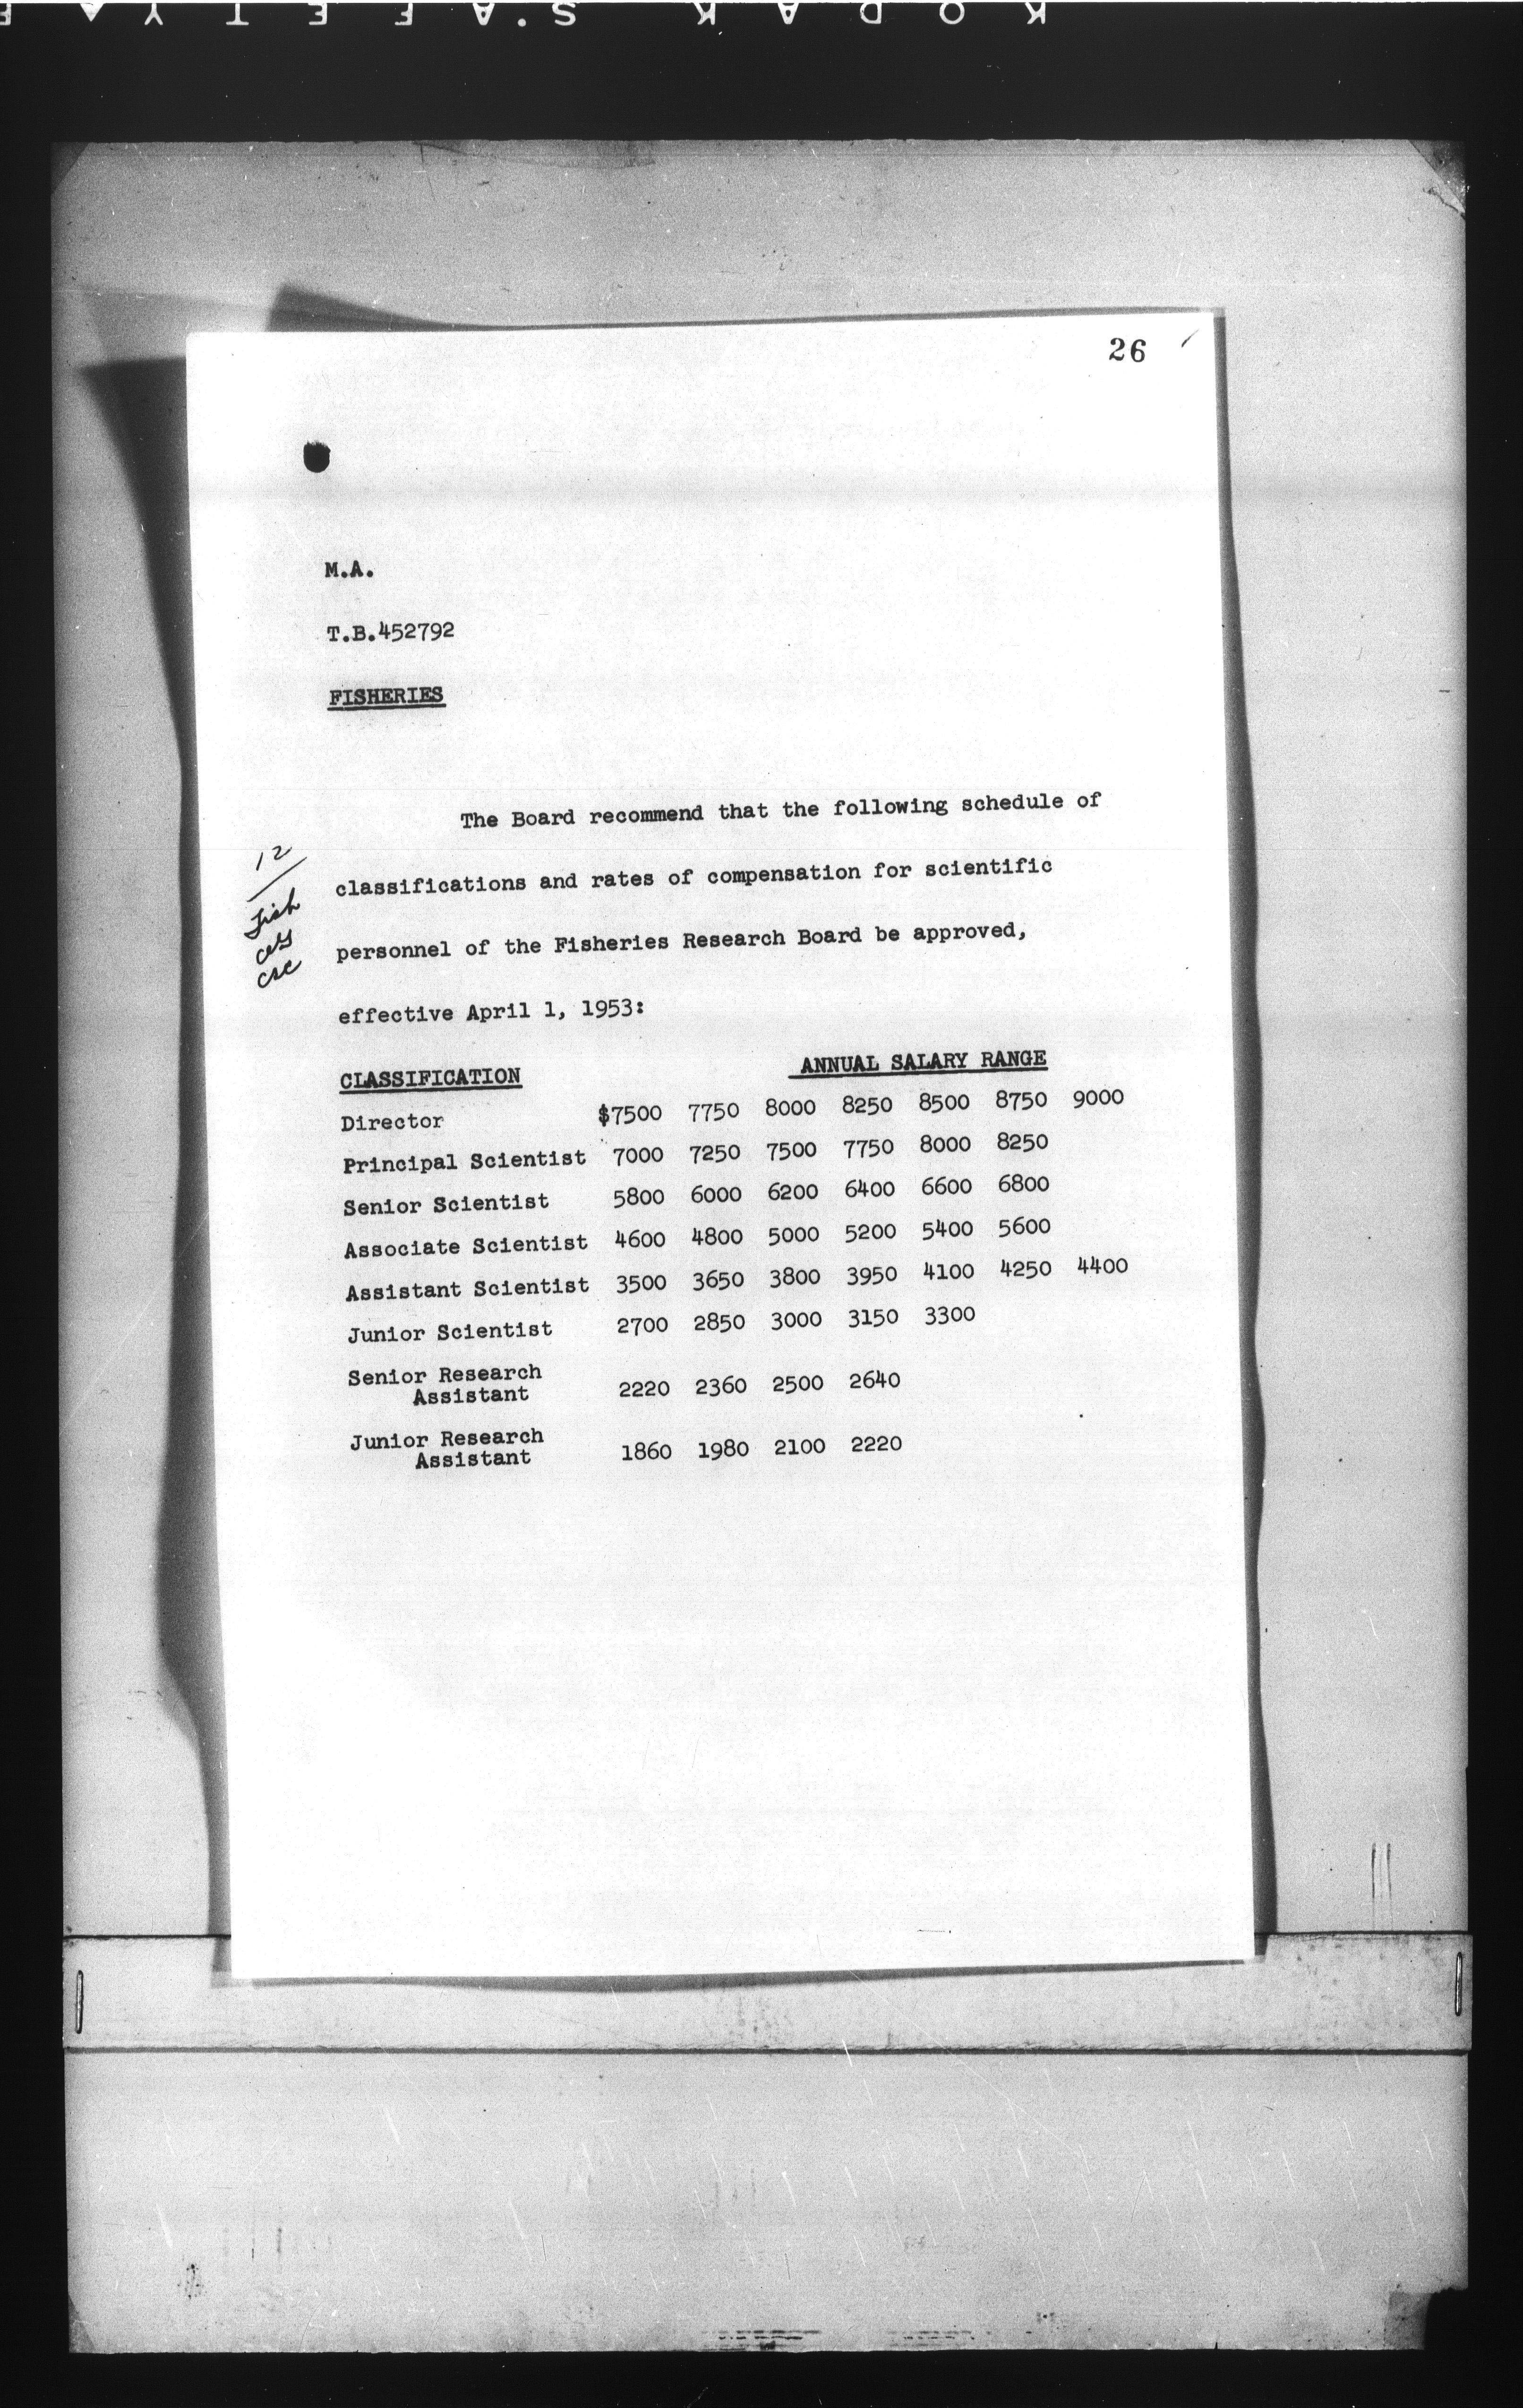 KODAK SAFETY
26
M.A.
T.B.452792
FISHERIES
The Board recommend that the following schedule of
classifications and rates of compensation for scientific
personnel of the Fisheries Research Board be approved,
effective April 1, 1953:
12
Fish
CSC
CLASSIFICATION ANNUAL SALARY RANGE
Director $7500 7750 8000 8250 8500 8750 9000
Principal Scientist 7000 7250 7500 7750 8000 8250
Senior Scientist 5800 6000 6200 6400 6600 6800
Associate Scientist 4600 4800 5000 5200 5400 5600
Assistant Scientist 3500 3650 3800 3950 4100 4250 4400
Junior Scientist 2700 2850 3000 3150 3300
Senior Research
Assistant 2220 2360 2500 2640
Junior Research
Assistant 1860 1980 2100 2220